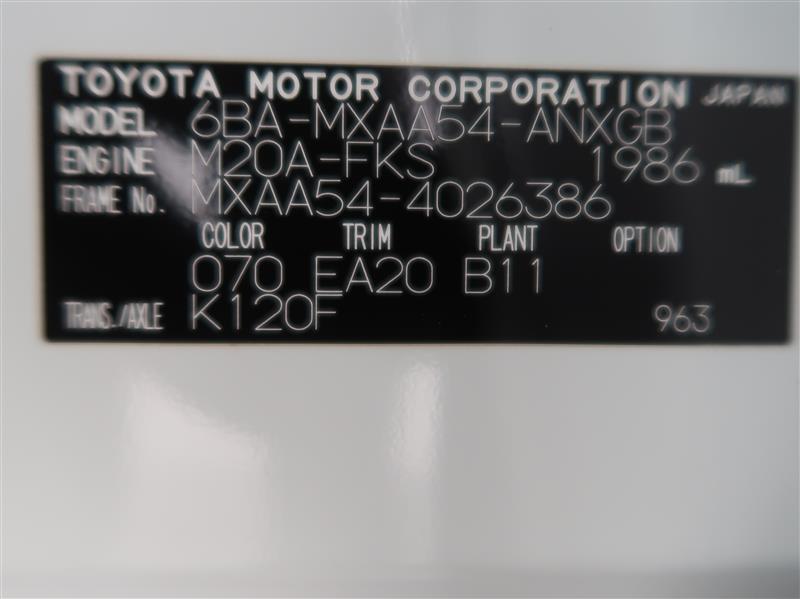 TOYOTA MOTOR CORPORATION JAPAN
MODEL 6BA-MXAA54-ANXGB
ENGINE M20A-FKS 1986 mL
FRAME No. MXAA54-4026386
COLOR TRIM PLANT OPTION
070 EA20 B11
TRANS./AXLE K120F 963